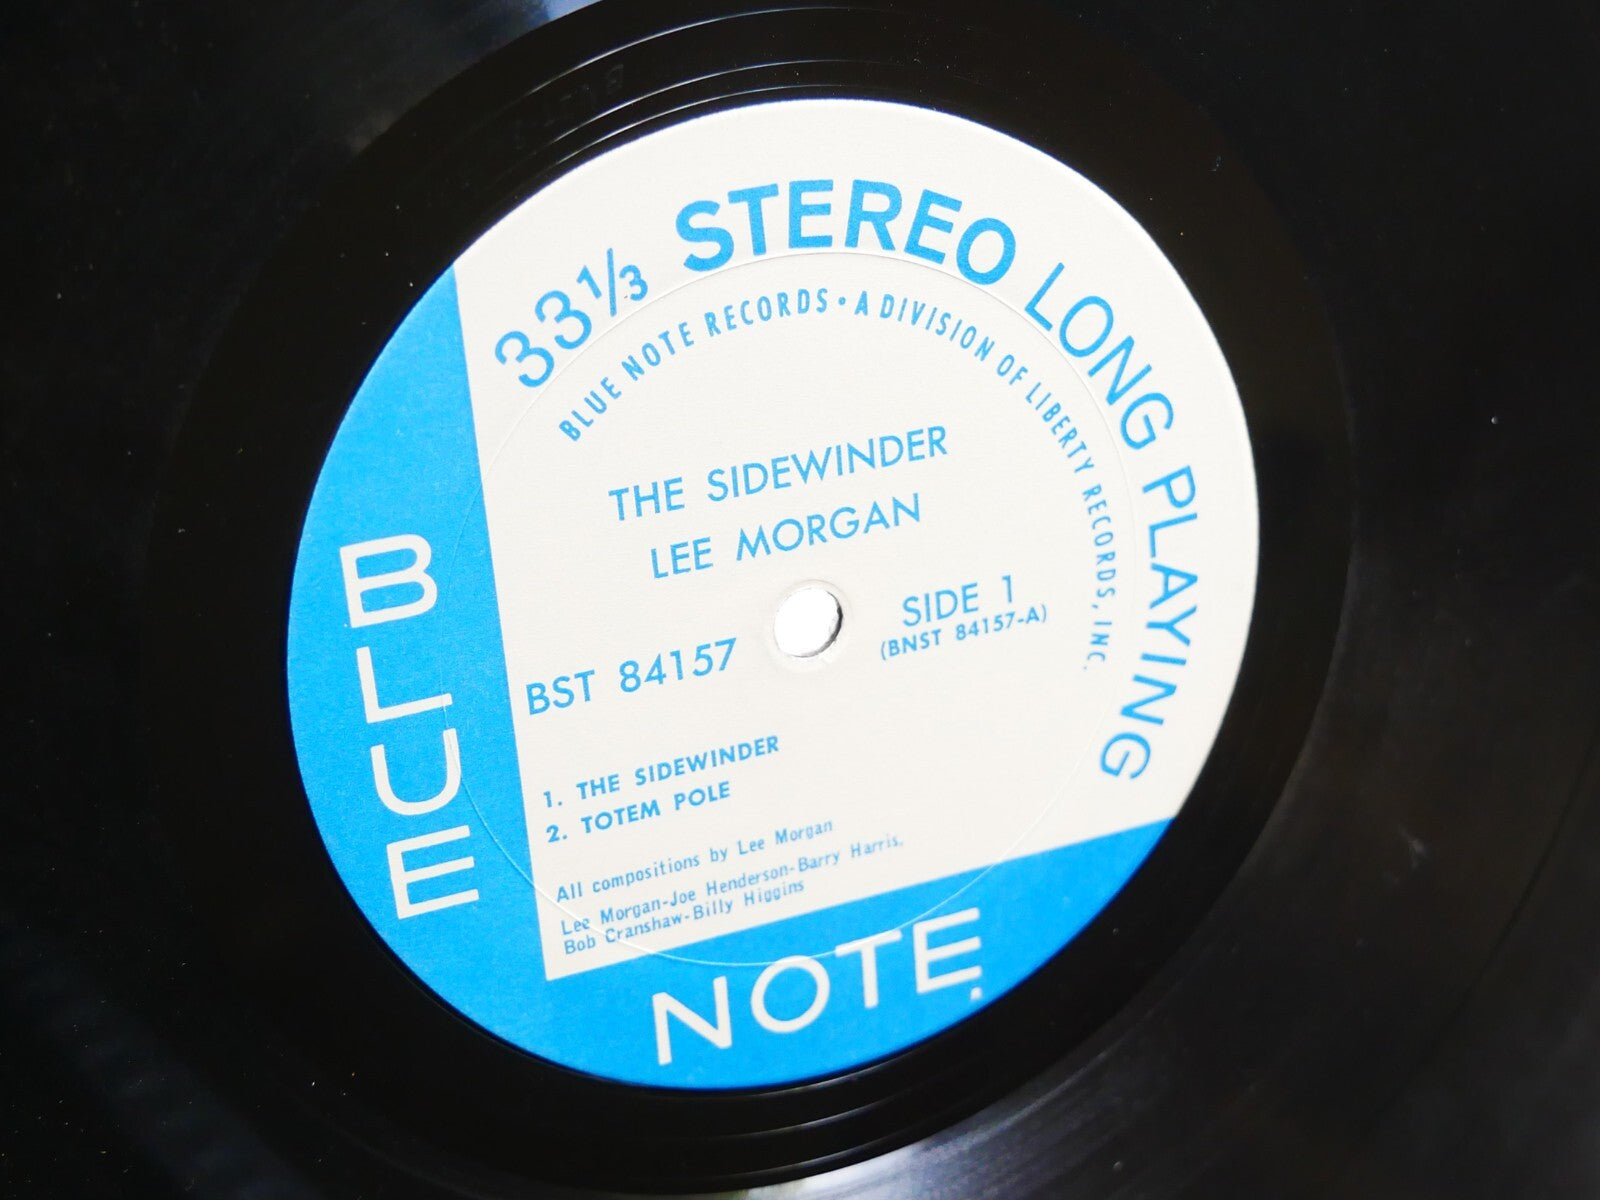 33 1/3 STEREO LONG PLAYING
BLUE NOTE RECORDS • A DIVISION OF LIBERTY RECORDS, INC.
THE SIDEWINDER
LEE MORGAN
BST 84157
SIDE 1
(BNST 84157-A)
1. THE SIDEWINDER
2. TOTEM POLE
All compositions by Lee Morgan
Lee Morgan-Joe Henderson-Barry Harris.
Bob Cranshaw-Billy Higgins
BLUE
NOTE.